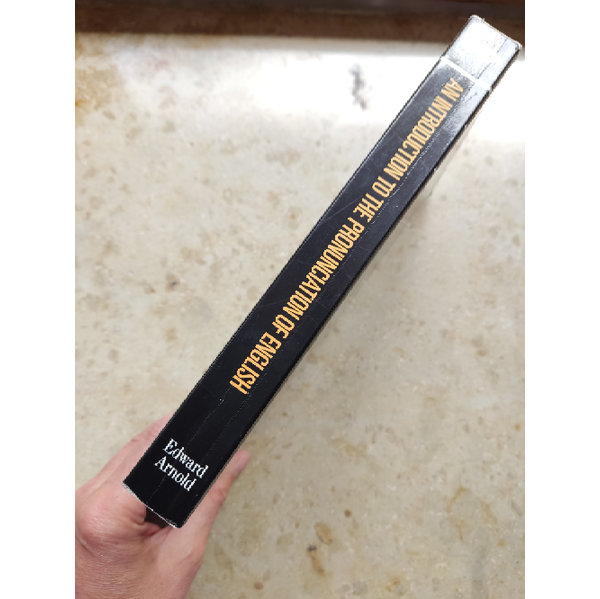 AN INTRODUCTION TO THE PRONUNCIATION OF ENGLISH
Edward
Arnold